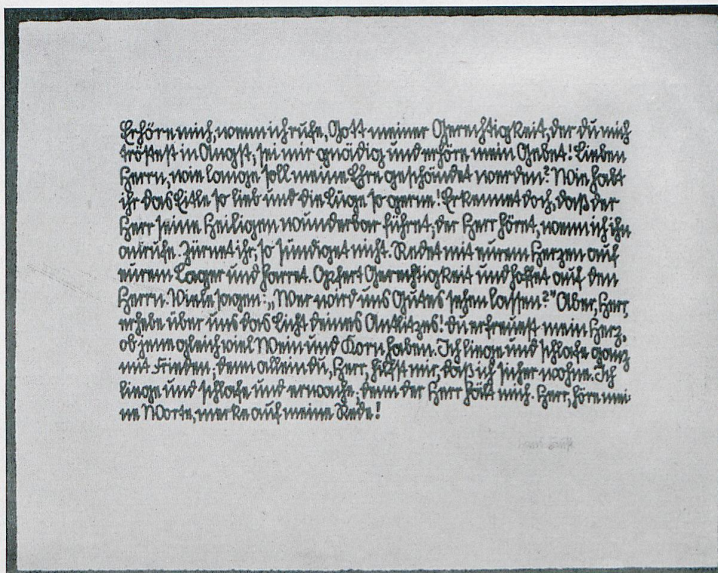 Erhöre mich, wenn ich rufe, Gott meiner Gerechtigkeit, der du mich
tröstest in Angst; sei mir gnädig und erhöre mein Gebet! Lieben
Herrn, wie lange soll meine Ehre geschändet werden? Wie habt
ihr das Eitle so lieb und die Lüge so gerne! Erkennet doch, daß der
Herr seine Heiligen wunderbar führet; der Herr höret, wenn ich ihn
anrufe. Zürnet ihr, so sündiget nicht. Redet mit eurem Herzen auf
eurem Lager und harret. Opfert Gerechtigkeit und hoffet auf den
Herrn. Viele sagen: „Wer wird uns Gutes sehen lassen?" Aber, Herr,
erhebe über uns das Licht deines Antlitzes! du erfreuest mein Herz,
ob jene gleich viel Wein und Korn haben. Ich liege und schlafe ganz
mit Frieden; denn allein du, Herr, hilfst mir, daß ich sicher wohne. Ich
liege und schlafe und erwache; denn der Herr hält mich. Herr, höre mei-
ne Worte, merke auf meine Rede!